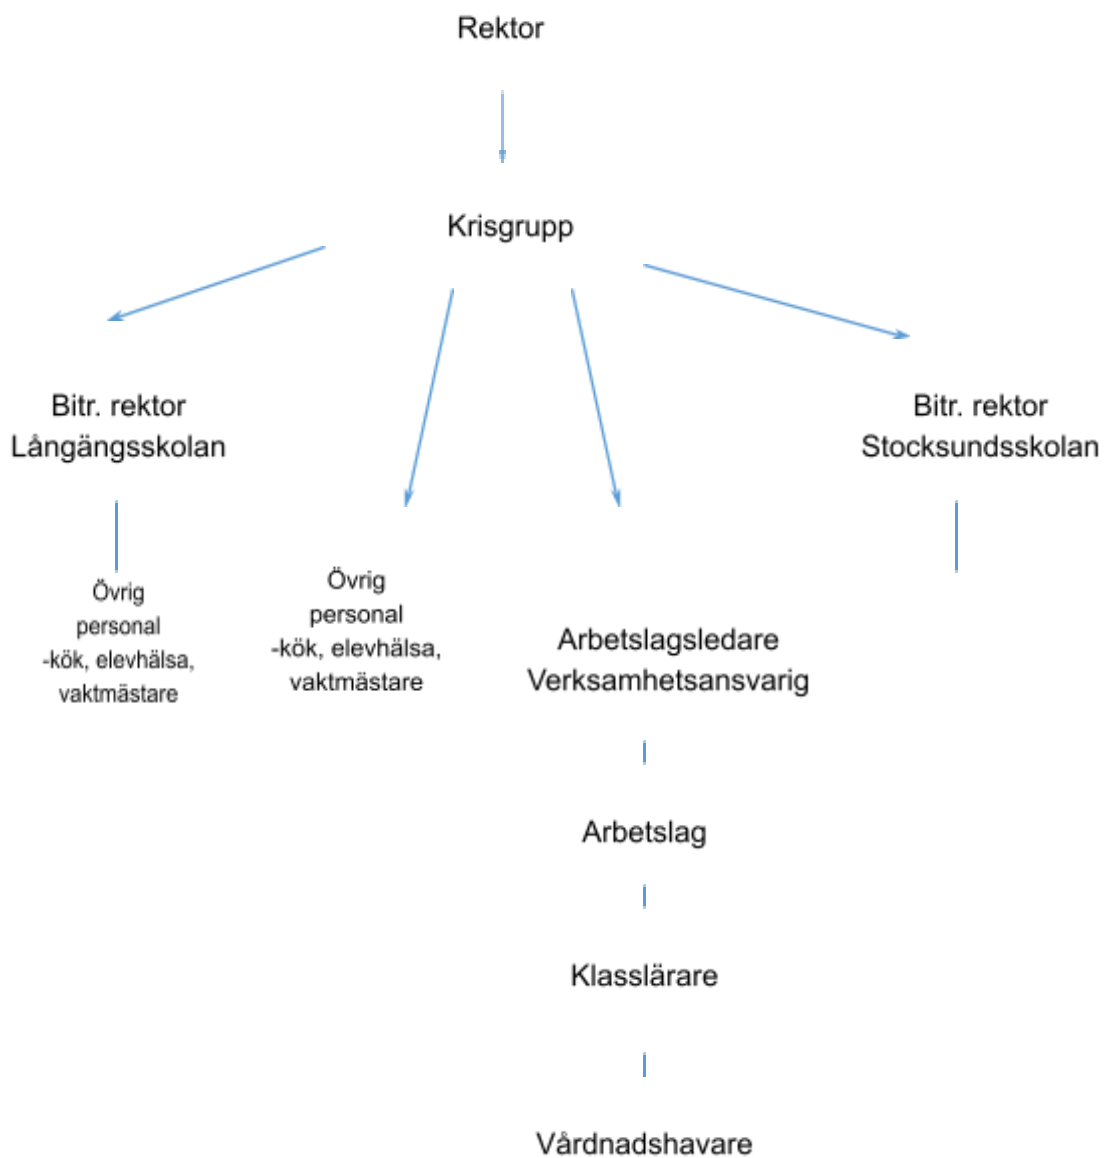 Rektor
Krisgrupp
Bitr. rektor
Långängsskolan
Bitr. rektor
Stocksundsskolan
Övrig
personal
-kök, elevhälsa,
vaktmästare
Övrig
personal
-kök, elevhälsa,
vaktmästare
Arbetslagsledare
Verksamhetsansvarig
Arbetslag
Klasslärare
Vårdnadshavare